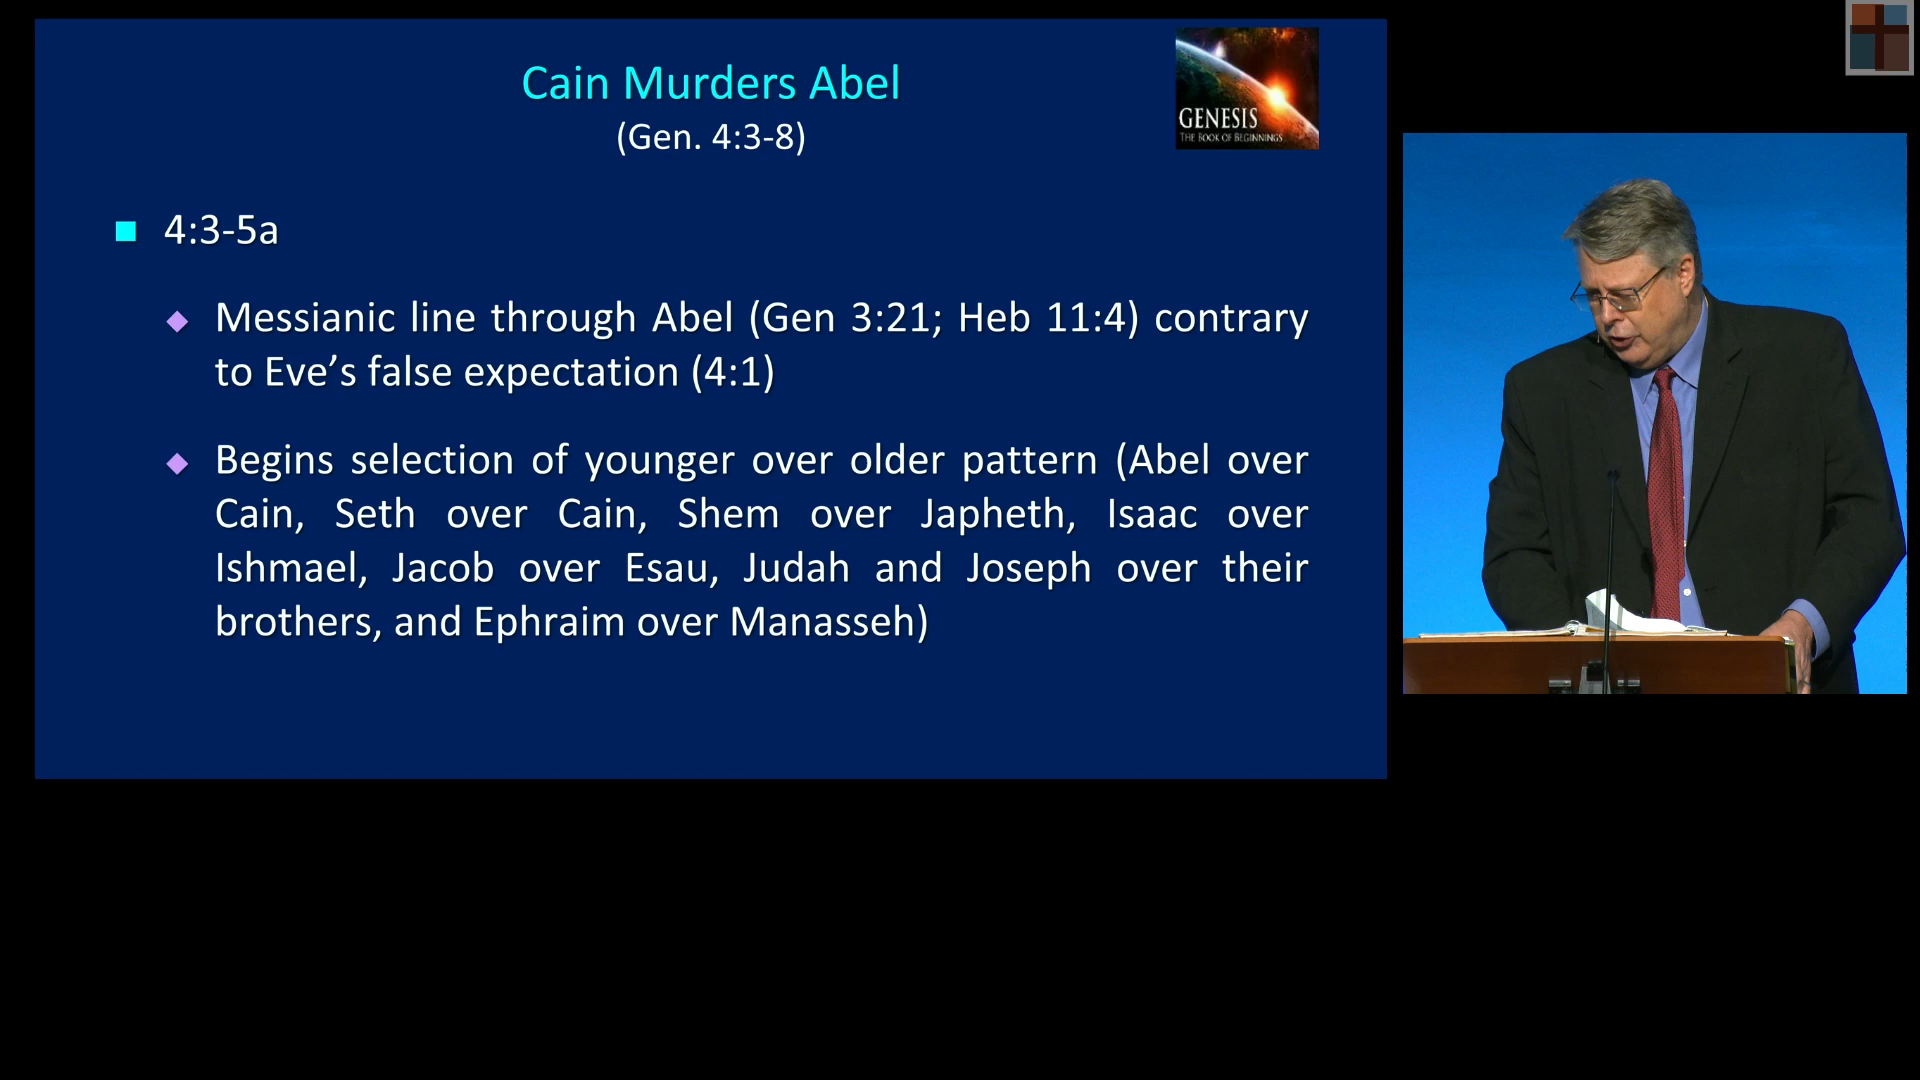 Cain Murders Abel
(Gen. 4:3-8)
GENESIS
THE BOOK OF BEGINNINGS
4:3-5a
Messianic line through Abel (Gen 3:21; Heb 11:4) contrary
to Eve’s false expectation (4:1)
Begins selection of younger over older pattern (Abel over
Cain, Seth over Cain, Shem over Japheth, Isaac over
Ishmael, Jacob over Esau, Judah and Joseph over their
brothers, and Ephraim over Manasseh)